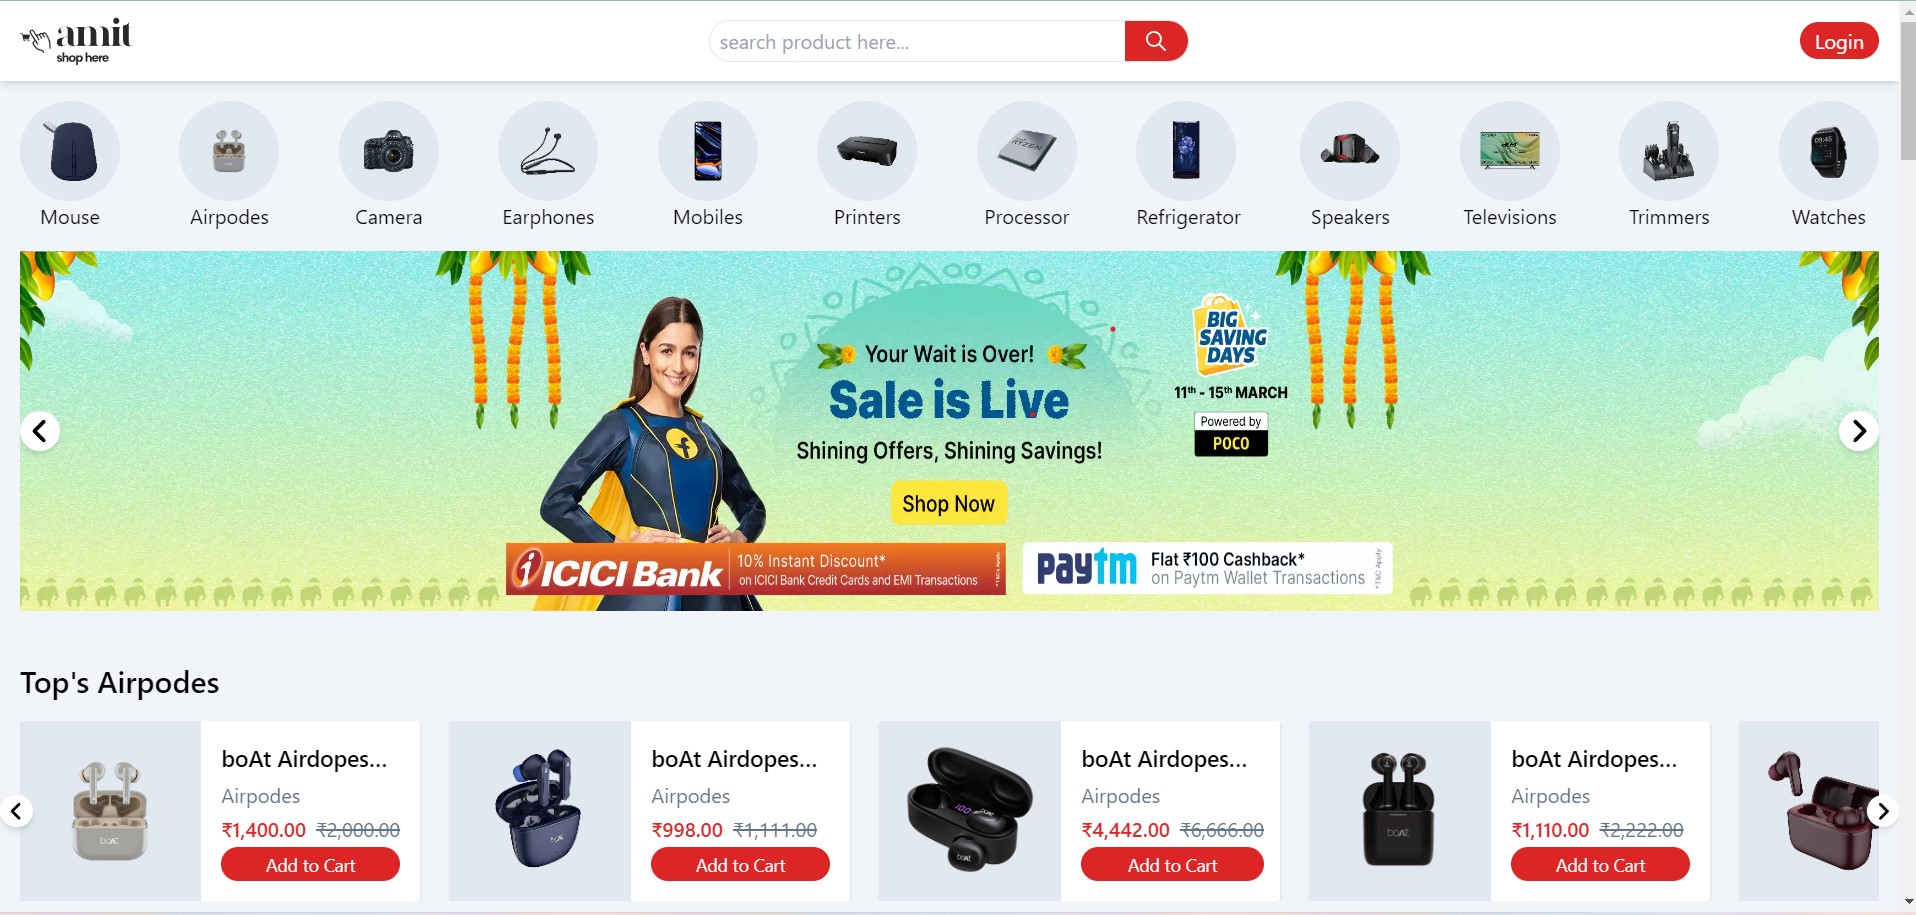 amit
shop here
search product here...
Login
Mouse
Airpodes
Camera
Earphones
Mobiles
Printers
Processor
Refrigerator
Speakers
Televisions
Trimmers
Watches
Your Wait is Over!
Sale is Live
Shining Offers, Shining Savings!
Shop Now
BIG
SAVING
DAYS
11th - 15th MARCH
Powered by
POCO
ICICI Bank
10% Instant Discount*
on ICICI Bank Credit Cards and EMI Transactions
*T&C's Apply
paytm
Flat ₹100 Cashback*
on Paytm Wallet Transactions
*T&C Apply
Top's Airpodes
boAt Airdopes...
Airpodes
₹1,400.00 ₹2,000.00
Add to Cart
boAt Airdopes...
Airpodes
₹998.00 ₹1,111.00
Add to Cart
boAt Airdopes...
Airpodes
₹4,442.00 ₹6,666.00
Add to Cart
boAt Airdopes...
Airpodes
₹1,110.00 ₹2,222.00
Add to Cart